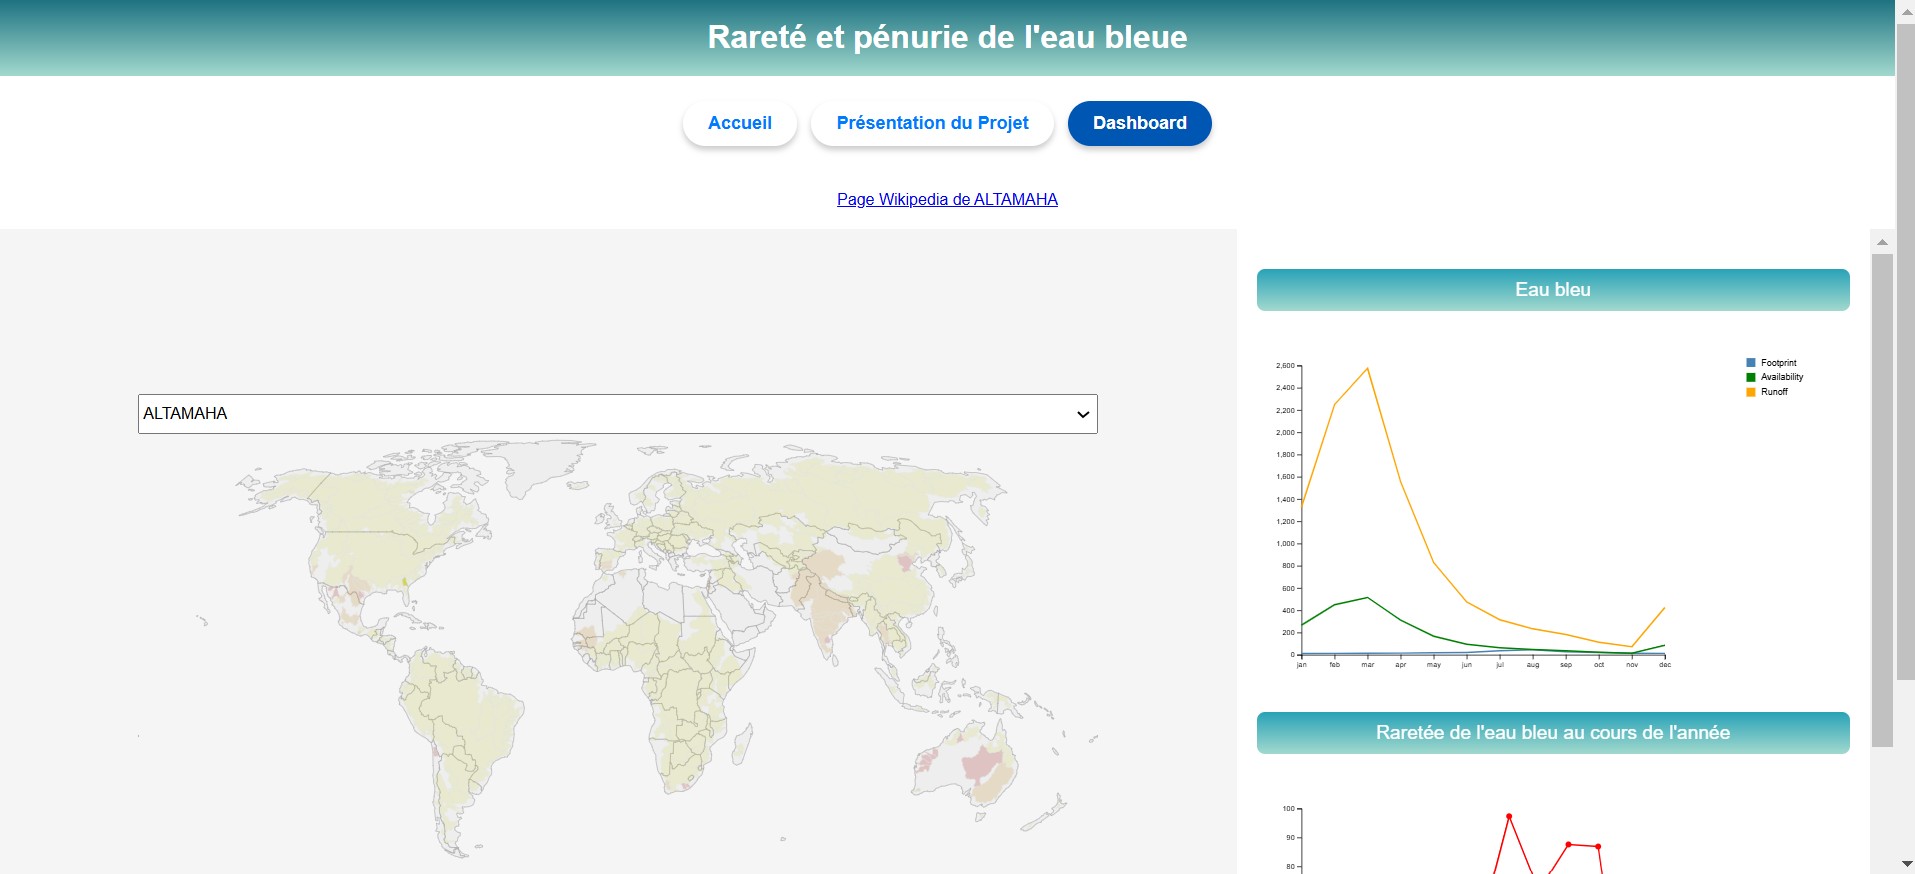 Rareté et pénurie de l'eau bleue
Accueil
Présentation du Projet
Dashboard
Page Wikipedia de ALTAMAHA
ALTAMAHA
Eau bleu
Footprint
Availability
Runoff
2,600
2,400
2,200
2,000
1,800
1,600
1,400
1,200
1,000
800
600
400
200
0
jan feb mar apr may jun jul aug sep oct nov dec
Raretée de l'eau bleu au cours de l'année
100
90
80